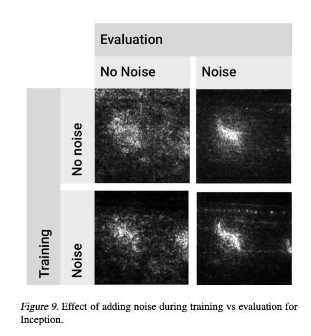 Evaluation
No Noise
Noise
Training
No noise
Noise
Figure 9. Effect of adding noise during training vs evaluation for
Inception.